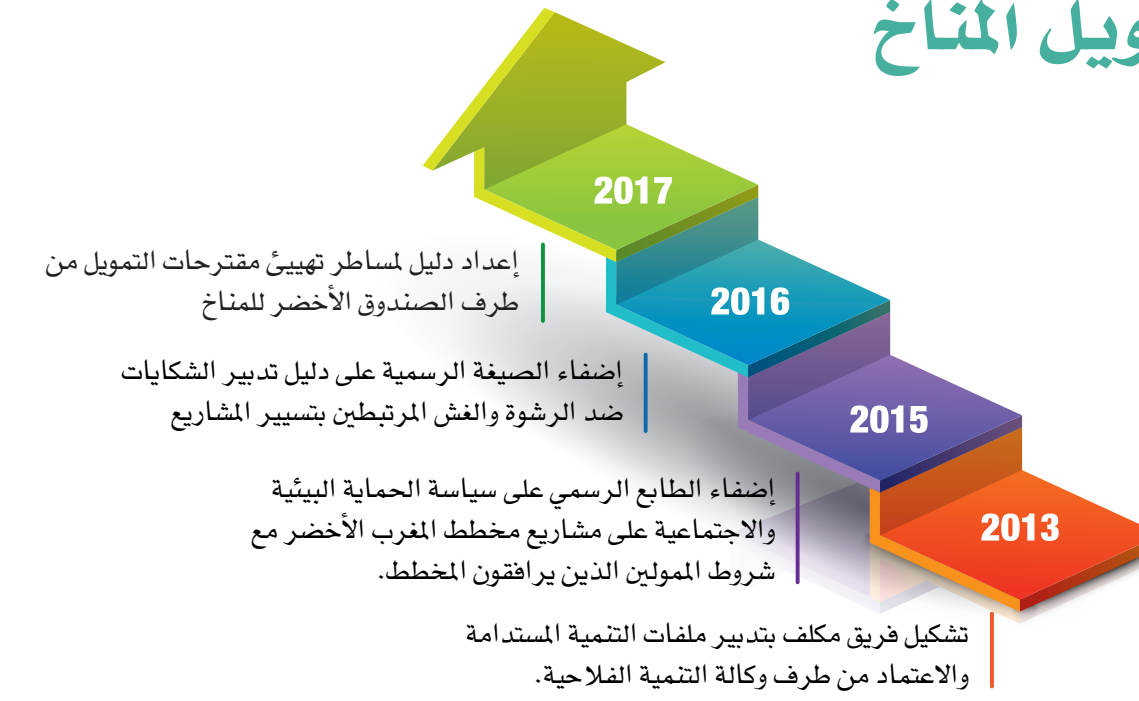 المناخ
2017
إعداد دليل لمساطر تهييئ مقترحات التمويل من
طرف الصندوق الأخضر للمناخ
2016
إضفاء الصيغة الرسمية على دليل تدبير الشكايات
ضد الرشوة والغش المرتبطين بتسيير المشاريع
2015
إضفاء الطابع الرسمي على سياسة الحماية البيئية
والاجتماعية على مشاريع مخطط المغرب الأخضر مع
شروط الممولين الذين يرافقون المخطط.
2013
تشكيل فريق مكلف بتدبير ملفات التنمية المستدامة
والاعتماد من طرف وكالة التنمية الفلاحية.